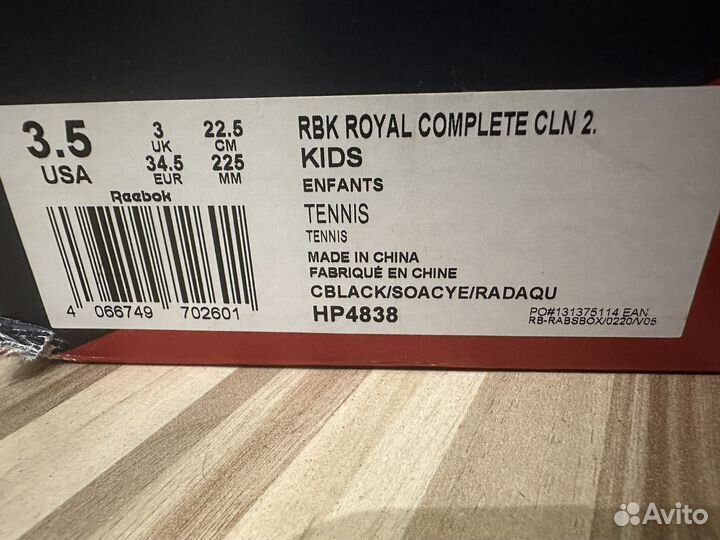 3.5
USA
3
UK
22.5
CM
34.5
EUR
225
MM
Reebok
4 066749 702601
RBK ROYAL COMPLETE CLN 2.
KIDS
ENFANTS
TENNIS
TENNIS
MADE IN CHINA
FABRIQUÉ EN CHINE
CBLACK/SOACYE/RADAQU
HP4838
PO#131375114 EAN
RB-RABSBOX/0220/V05
Avito